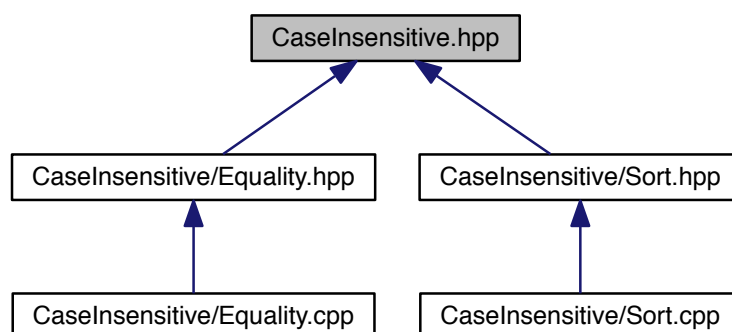 CaseInsensitive.hpp
CaseInsensitive/Equality.hpp
CaseInsensitive/Sort.hpp
CaseInsensitive/Equality.cpp
CaseInsensitive/Sort.cpp